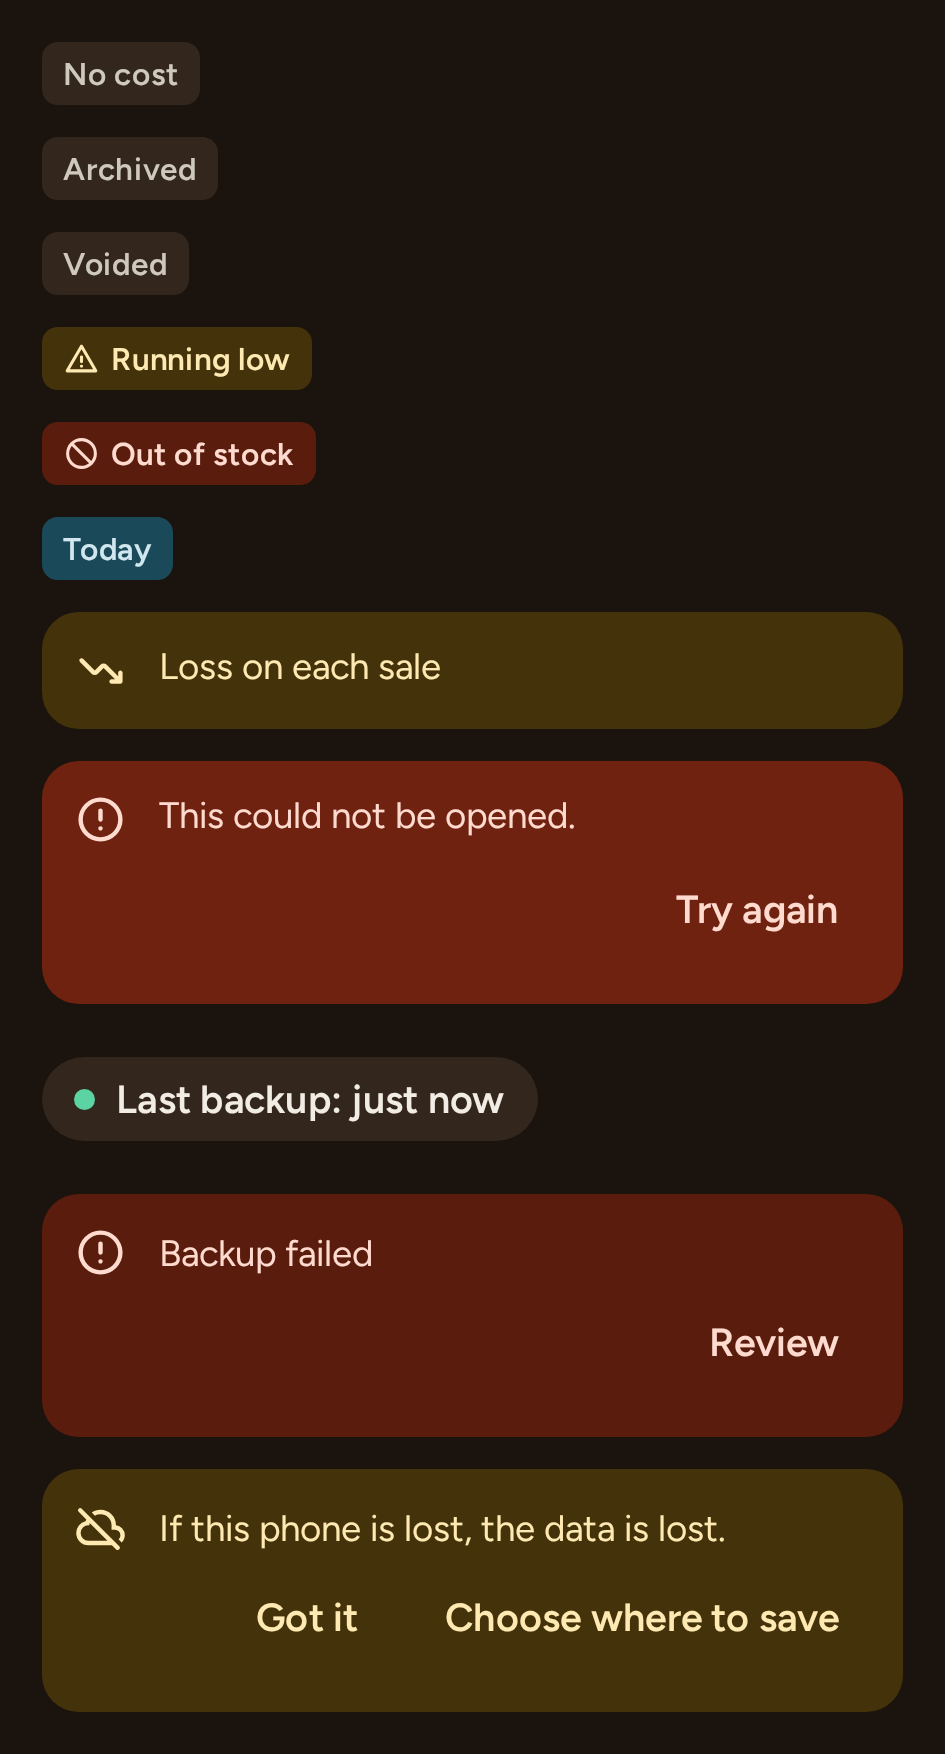 No cost
Archived
Voided
Running low
Out of stock
Today
Loss on each sale
This could not be opened.
Try again
Last backup: just now
Backup failed
Review
If this phone is lost, the data is lost.
Got it
Choose where to save